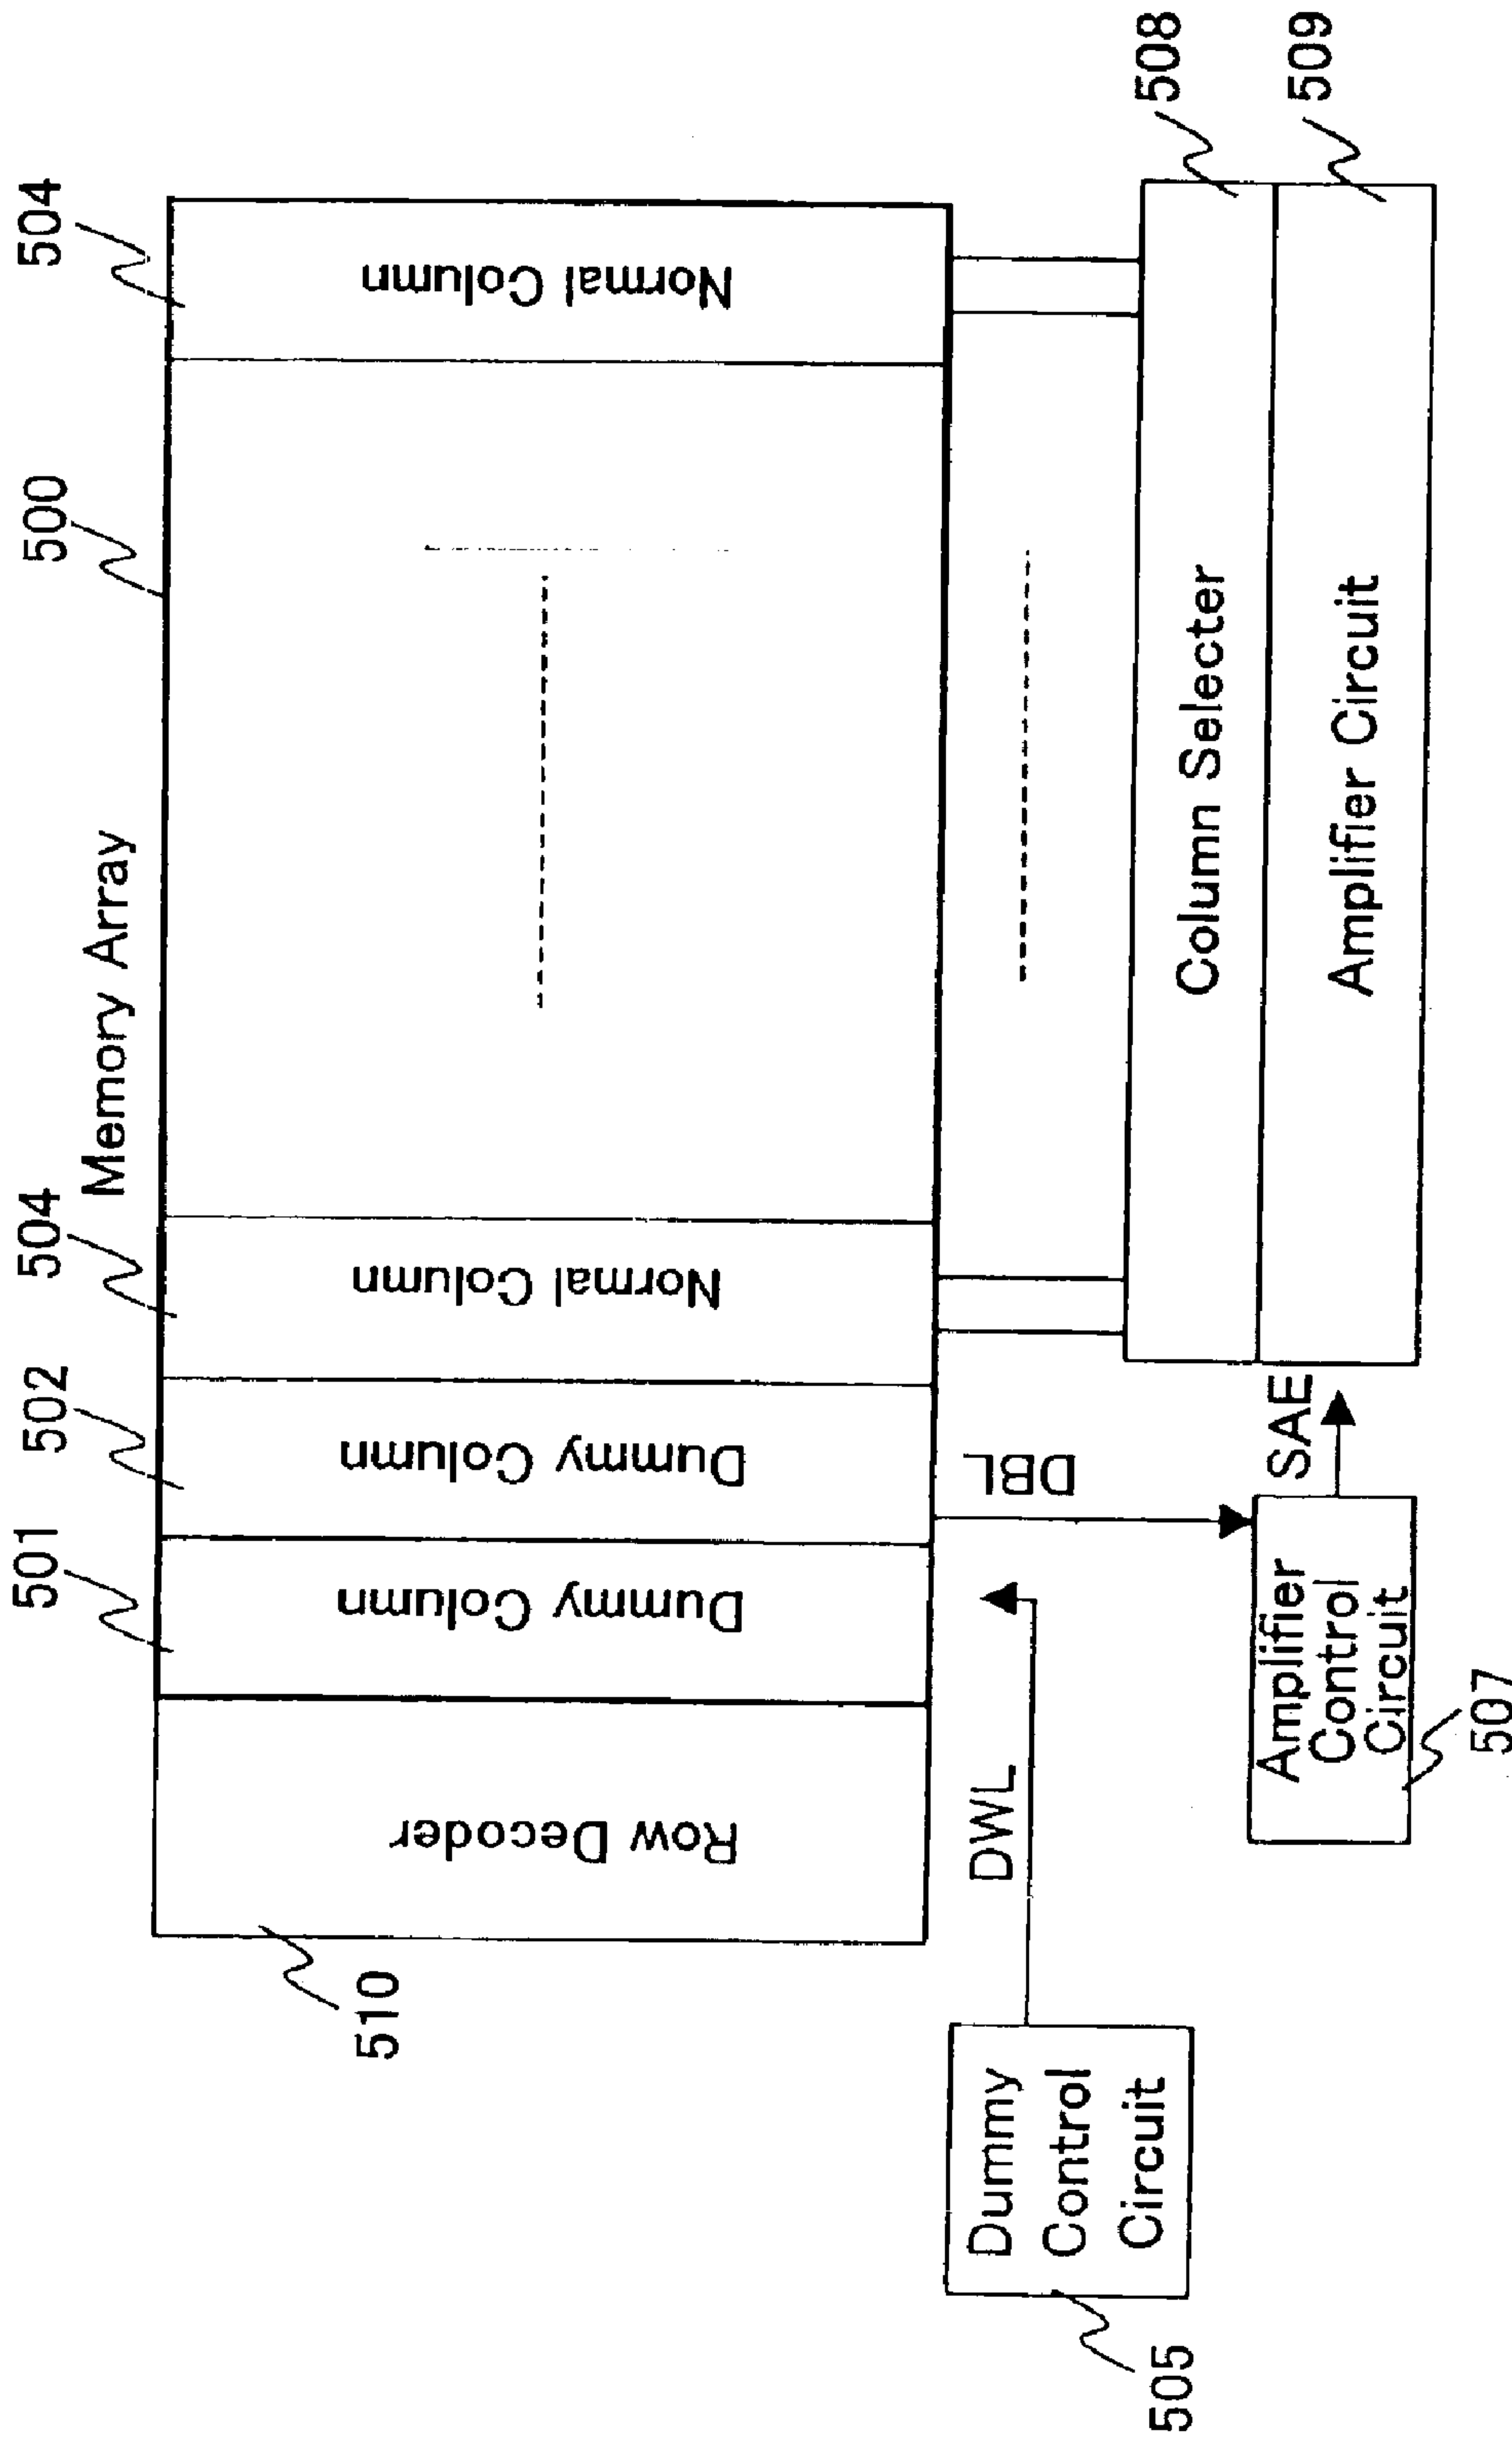 Memory Array
504
500
504
502
501
510
Row Decoder
Dummy Column
Dummy Column
Normal Column
Normal Column
DWL
DBL
Dummy
Control
Circuit
505
Amplifier
Control
Circuit
507
SAE
Column Selecter
508
Amplifier Circuit
509